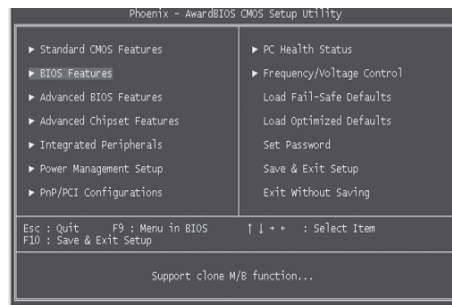 Phoenix - AwardBIOS CMOS Setup Utility
► Standard CMOS Features
► BIOS Features
► Advanced BIOS Features
► Advanced Chipset Features
► Integrated Peripherals
► Power Management Setup
► PnP/PCI Configurations
► PC Health Status
► Frequency/Voltage Control
Load Fail-Safe Defaults
Load Optimized Defaults
Set Password
Save & Exit Setup
Exit Without Saving
Esc : Quit F9 : Menu in BIOS ↑ ↓ → ← : Select Item
F10 : Save & Exit Setup
Support clone M/B function...